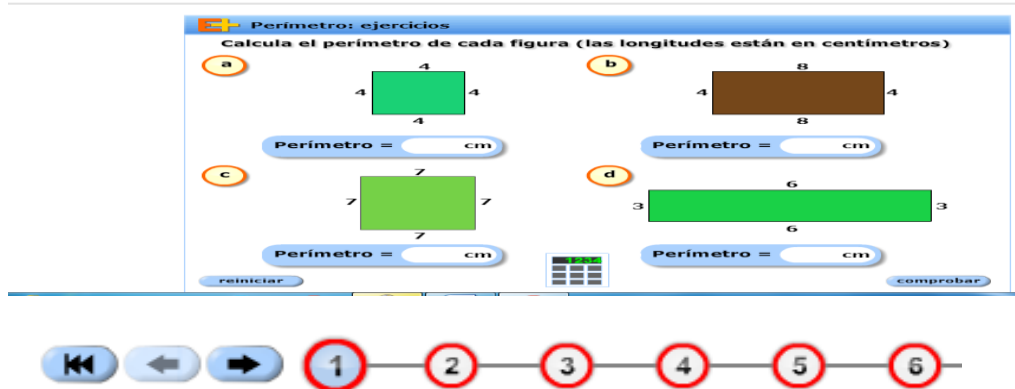 E+ Perímetro: ejercicios
Calcula el perímetro de cada figura (las longitudes están en centímetros)
a
4
4 4
4
Perímetro = cm
b
8
4 4
8
Perímetro = cm
c
7
7 7
7
Perímetro = cm
d
6
3 3
6
Perímetro = cm
1234
reiniciar
comprobar
1 2 3 4 5 6